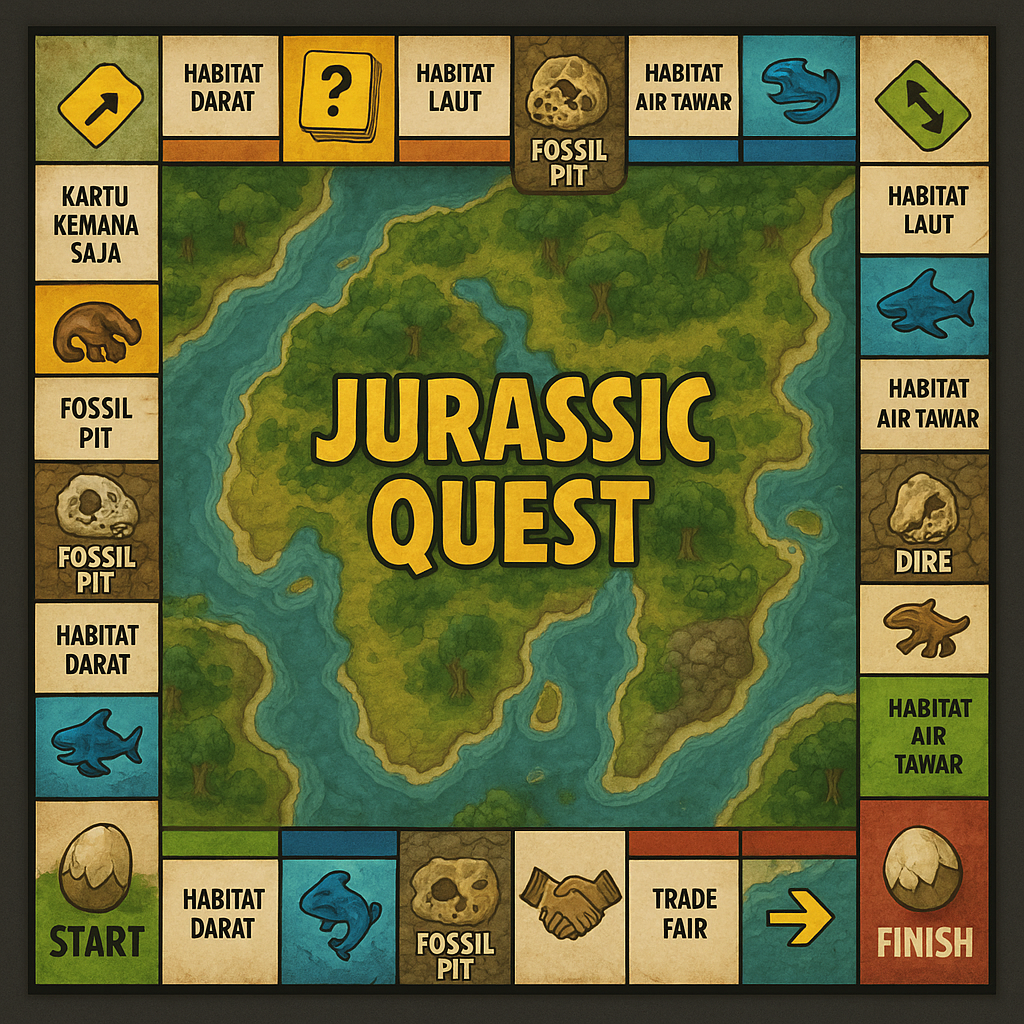 HABITAT
DARAT
?
HABITAT
LAUT
FOSSIL
PIT
HABITAT
AIR TAWAR
KARTU
KEMANA
SAJA
HABITAT
LAUT
FOSSIL
PIT
HABITAT
AIR TAWAR
JURASSIC
QUEST
FOSSIL
PIT
DIRE
HABITAT
DARAT
HABITAT
AIR
TAWAR
START
HABITAT
DARAT
FOSSIL
PIT
TRADE
FAIR
FINISH